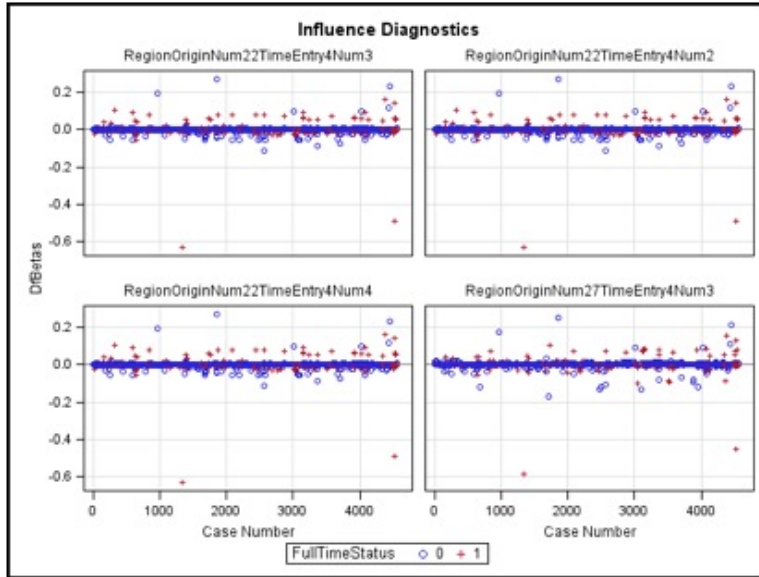 Influence Diagnostics
RegionOriginNum22TimeEntry4Num3 RegionOriginNum22TimeEntry4Num2
0.2
0.0
-0.2
-0.4
-0.6
DfBetas
RegionOriginNum22TimeEntry4Num4 RegionOriginNum27TimeEntry4Num3
0.2
0.0
-0.2
-0.4
-0.6
0 1000 2000 3000 4000 0 1000 2000 3000 4000
Case Number Case Number
FullTimeStatus 0 1